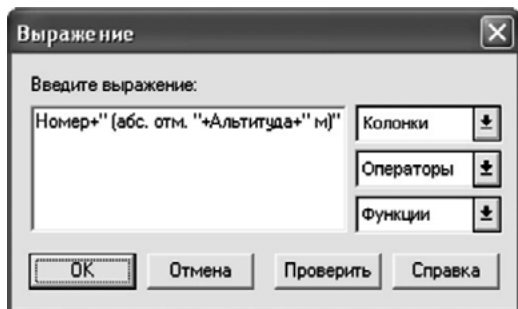 Выражение
Введите выражение:
Номер+" (абс. отм. "+Альтитуда+" м)"
Колонки
Операторы
Функции
OK Отмена Проверить Справка